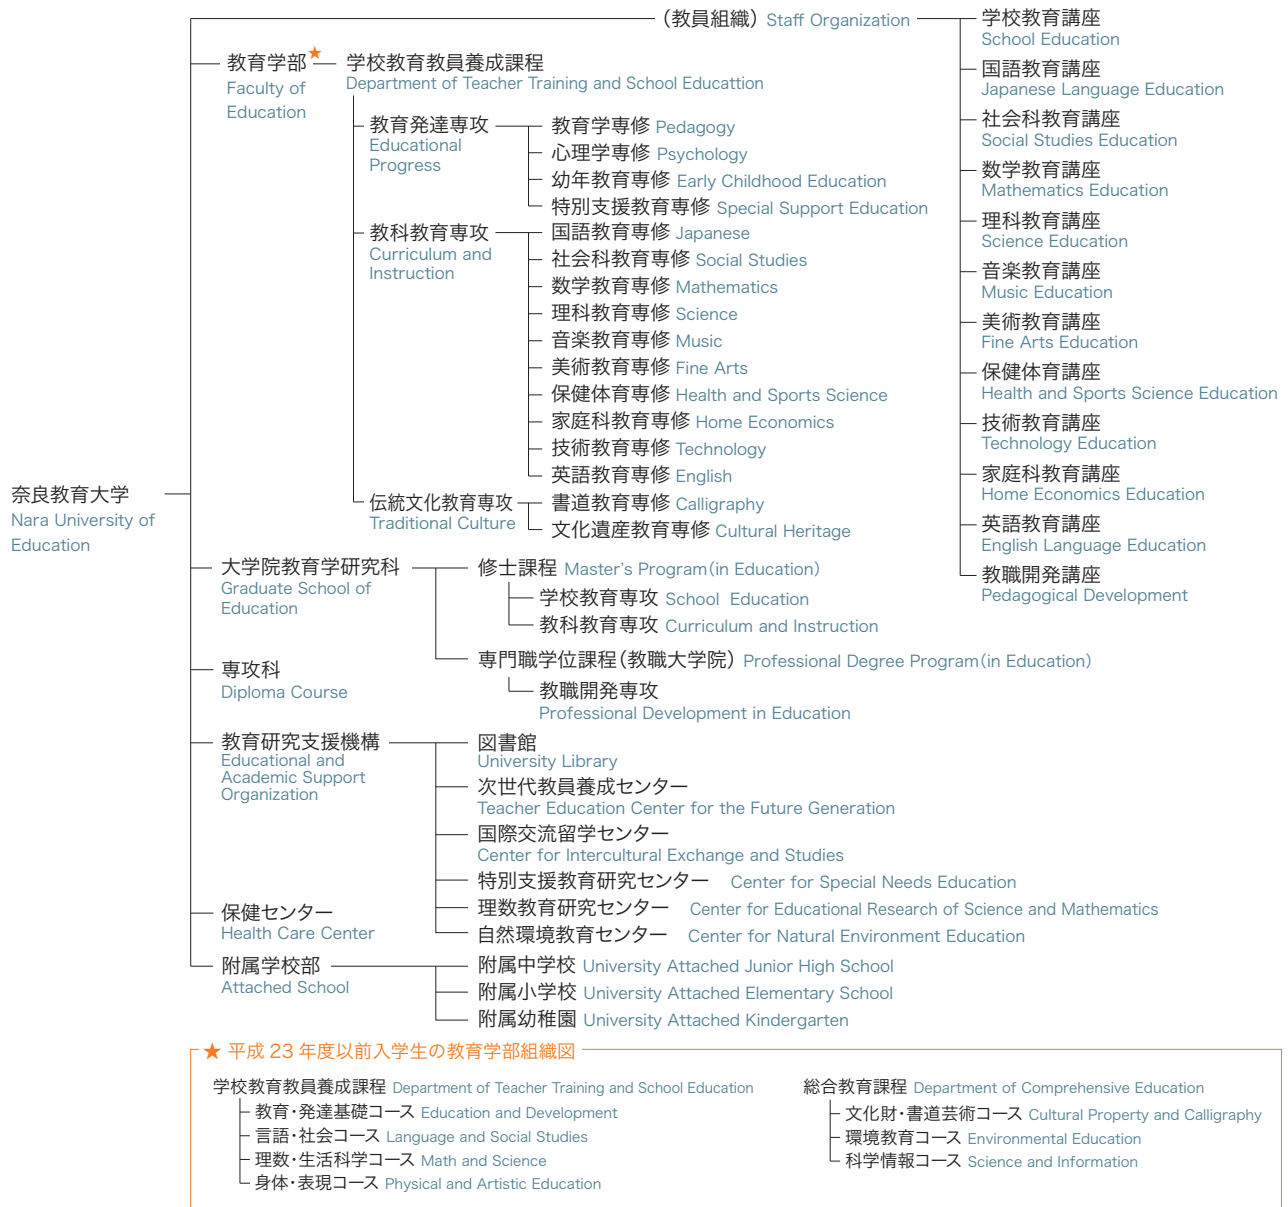 (教員組織) Staff Organization
学校教育講座
School Education
国語教育講座
Japanese Language Education
社会科教育講座
Social Studies Education
数学教育講座
Mathematics Education
理科教育講座
Science Education
音楽教育講座
Music Education
美術教育講座
Fine Arts Education
保健体育講座
Health and Sports Science Education
技術教育講座
Technology Education
家庭科教育講座
Home Economics Education
英語教育講座
English Language Education
教職開発講座
Pedagogical Development
奈良教育大学
Nara University of
Education
教育学部★
Faculty of
Education
学校教育教員養成課程
Department of Teacher Training and School Educattion
教育発達専攻
Educational
Progress
教育学専修 Pedagogy
心理学専修 Psychology
幼年教育専修 Early Childhood Education
特別支援教育専修 Special Support Education
教科教育専攻
Curriculum and
Instruction
国語教育専修 Japanese
社会科教育専修 Social Studies
数学教育専修 Mathematics
理科教育専修 Science
音楽教育専修 Music
美術教育専修 Fine Arts
保健体育専修 Health and Sports Science
家庭科教育専修 Home Economics
技術教育専修 Technology
英語教育専修 English
伝統文化教育専攻
Traditional Culture
書道教育専修 Calligraphy
文化遺産教育専修 Cultural Heritage
大学院教育学研究科
Graduate School of
Education
修士課程 Master's Program(in Education)
学校教育専攻 School Education
教科教育専攻 Curriculum and Instruction
専門職学位課程(教職大学院) Professional Degree Program(in Education)
教職開発専攻
Professional Development in Education
専攻科
Diploma Course
教育研究支援機構
Educational and
Academic Support
Organization
図書館
University Library
次世代教員養成センター
Teacher Education Center for the Future Generation
国際交流留学センター
Center for Intercultural Exchange and Studies
特別支援教育研究センター Center for Special Needs Education
理数教育研究センター Center for Educational Research of Science and Mathematics
自然環境教育センター Center for Natural Environment Education
保健センター
Health Care Center
附属学校部
Attached School
附属中学校 University Attached Junior High School
附属小学校 University Attached Elementary School
附属幼稚園 University Attached Kindergarten
★ 平成 23 年度以前入学生の教育学部組織図
学校教育教員養成課程 Department of Teacher Training and School Education
教育・発達基礎コース Education and Development
言語・社会コース Language and Social Studies
理数・生活科学コース Math and Science
身体・表現コース Physical and Artistic Education
総合教育課程 Department of Comprehensive Education
文化財・書道芸術コース Cultural Property and Calligraphy
環境教育コース Environmental Education
科学情報コース Science and Information